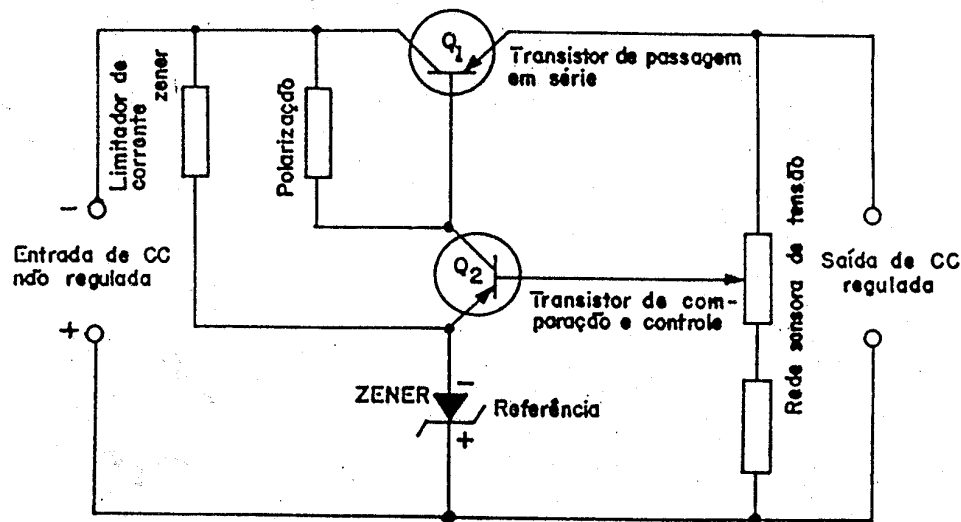 Q1
Transistor de passagem
em série
Limitador de
corrente
zener
Polarização
-
Entrada de CC
não regulada
+
Q2
Transistor de com-
poração e controle
Rede sensora de tensão
Saída de CC
regulada
ZENER
-
Referência
+